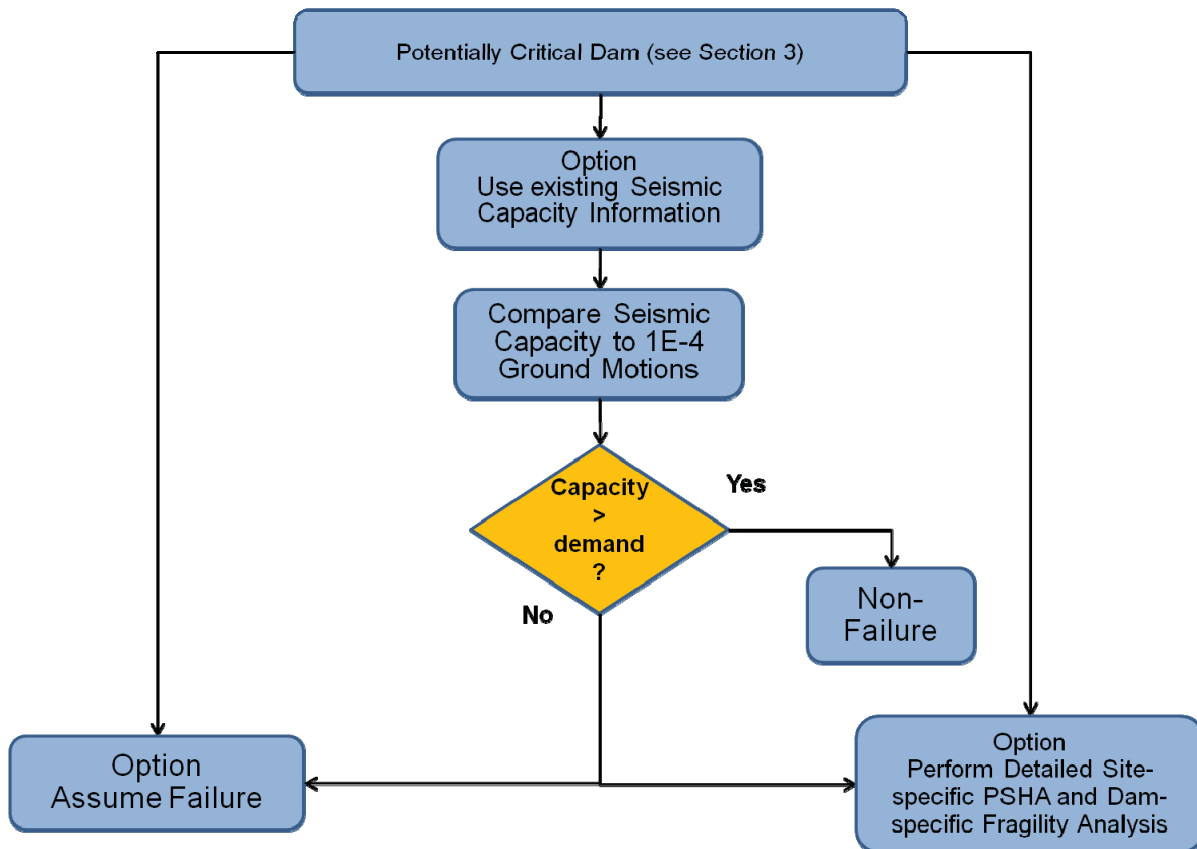 Potentially Critical Dam (see Section 3)
Option
Use existing Seismic
Capacity Information
Compare Seismic
Capacity to 1E-4
Ground Motions
Capacity
>
demand
?
Yes
No
Non-
Failure
Option
Assume Failure
Option
Perform Detailed Site-
specific PSHA and Dam-
specific Fragility Analysis